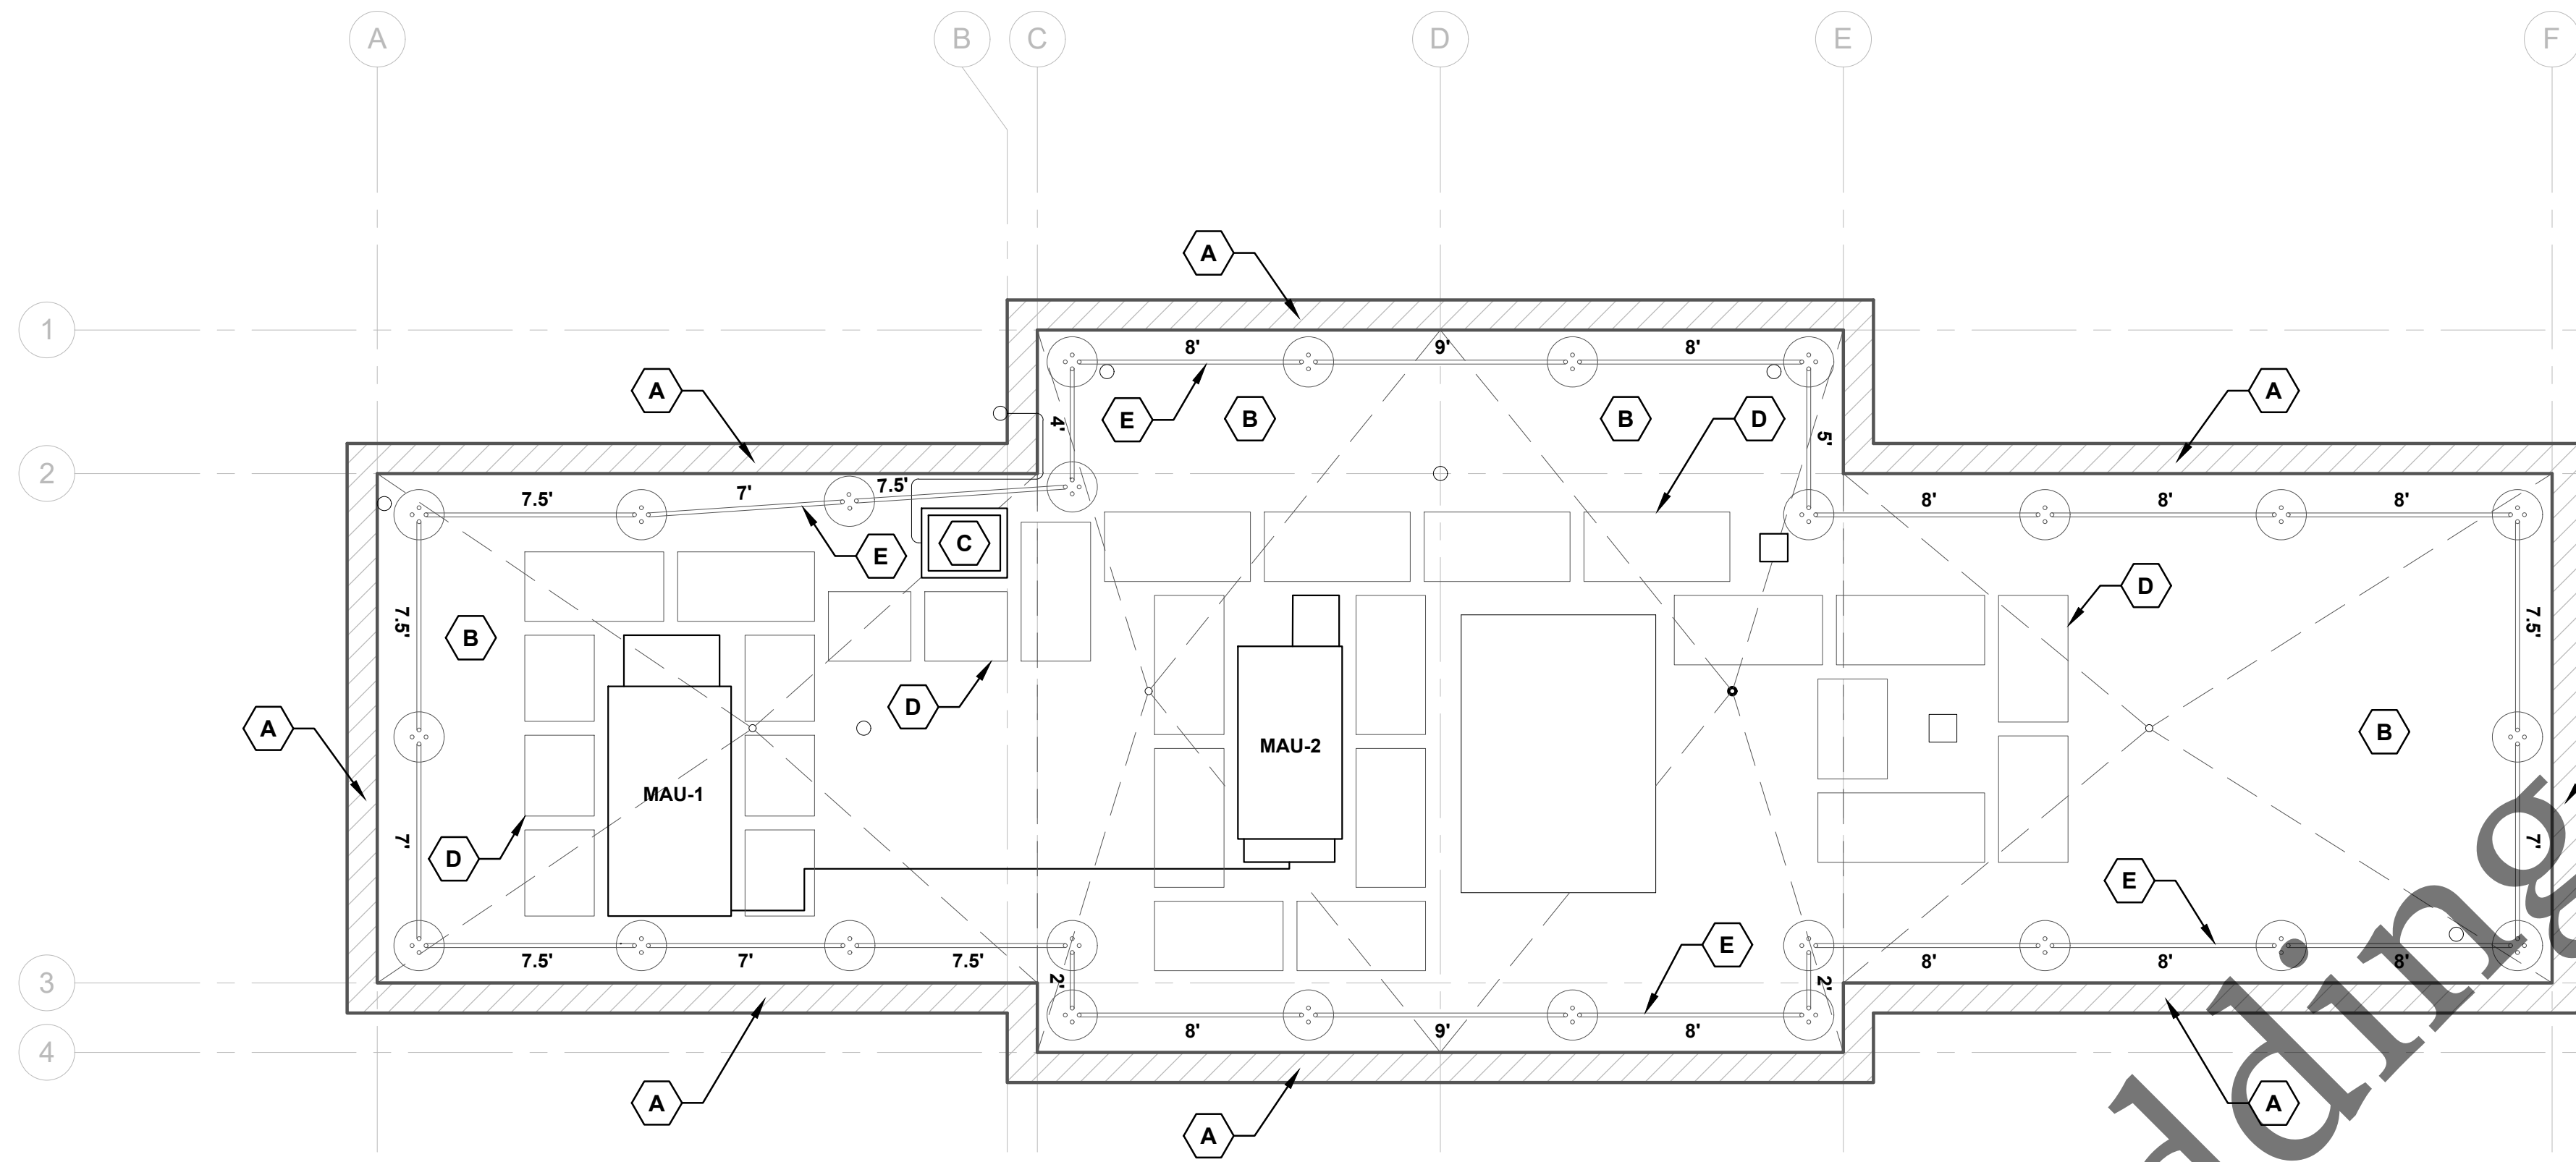 A B C D E F
A
1
A A
8' 9' 8'
E B B D
4' 5'
2
7.5' 7' 7.5' 8' 8' 8'
E C
D
7.5' B 7.5'
D
A B
MAU-2
MAU-1
7' 7'
D E
E
7.5' 7' 7.5' 8' 8' 8'
3
2' 2'
8' 9' 8'
4
A A
A
dding